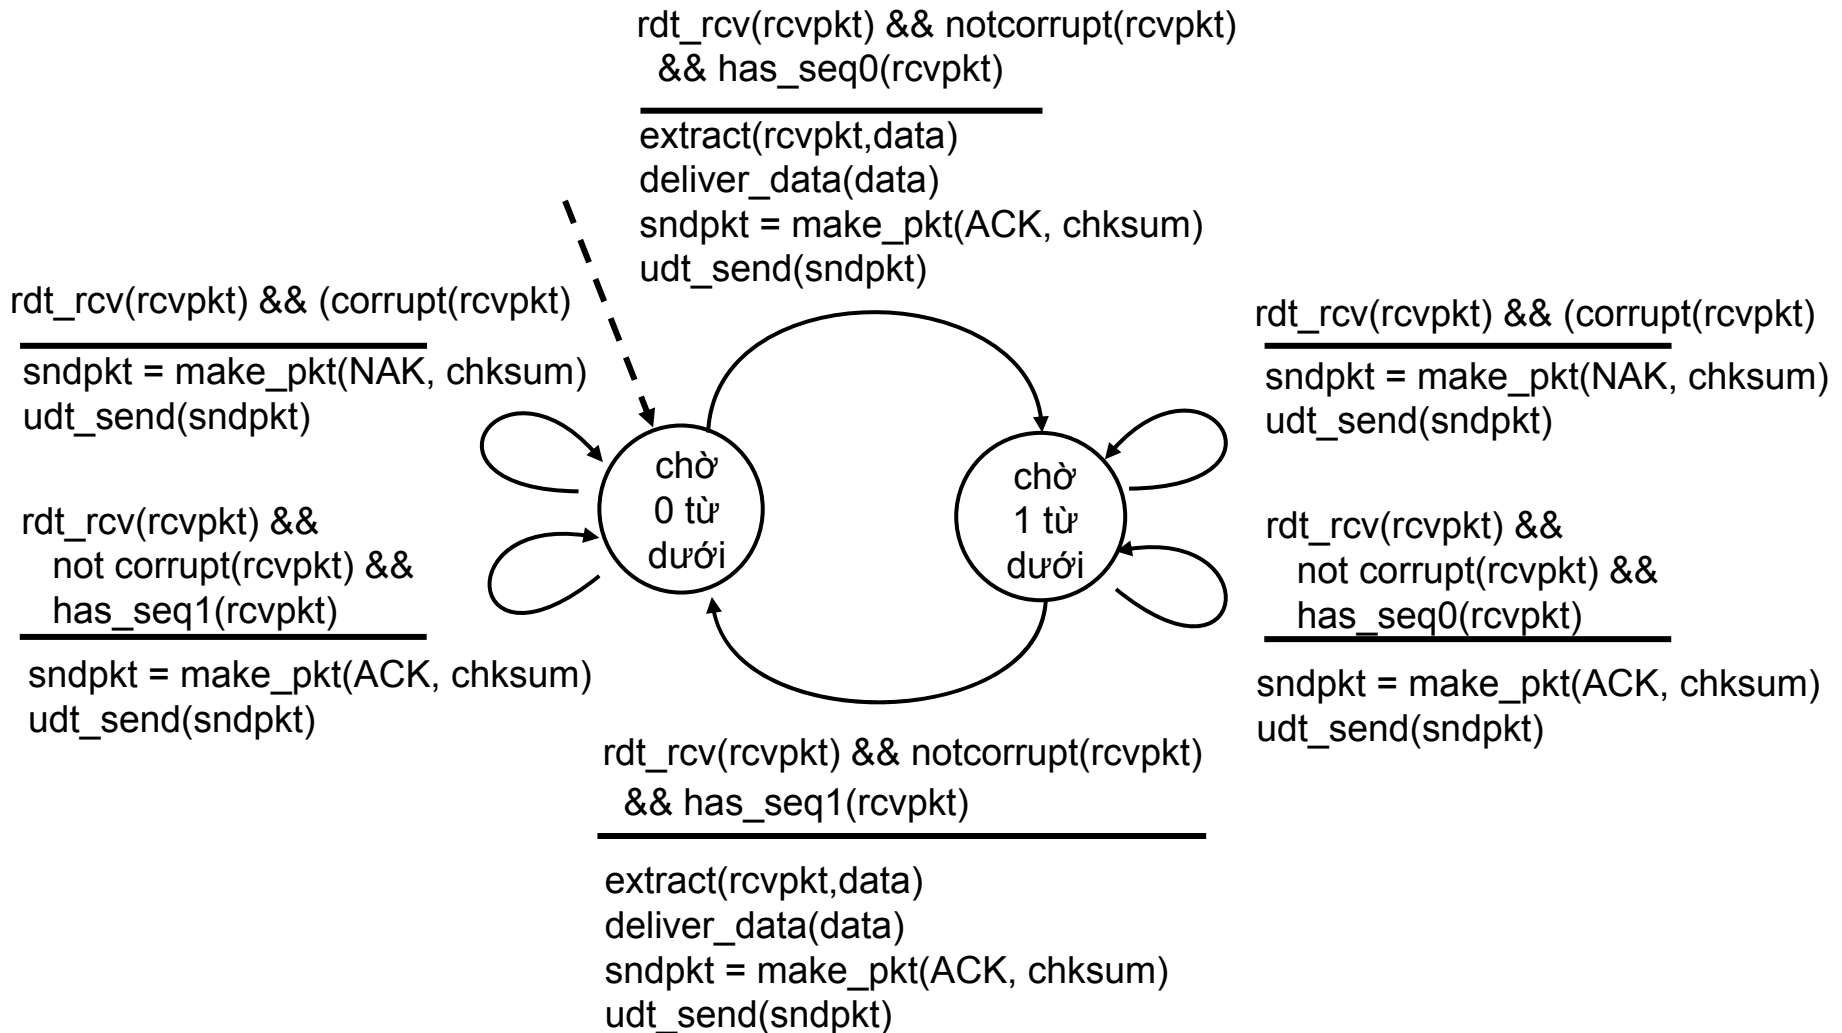 rdt_rcv(rcvpkt) && notcorrupt(rcvpkt)
&& has_seq0(rcvpkt)
extract(rcvpkt,data)
deliver_data(data)
sndpkt = make_pkt(ACK, chksum)
udt_send(sndpkt)
rdt_rcv(rcvpkt) && (corrupt(rcvpkt)
sndpkt = make_pkt(NAK, chksum)
udt_send(sndpkt)
rdt_rcv(rcvpkt) &&
not corrupt(rcvpkt) &&
has_seq1(rcvpkt)
sndpkt = make_pkt(ACK, chksum)
udt_send(sndpkt)
chờ
0 từ
dưới
chờ
1 từ
dưới
rdt_rcv(rcvpkt) && (corrupt(rcvpkt)
sndpkt = make_pkt(NAK, chksum)
udt_send(sndpkt)
rdt_rcv(rcvpkt) &&
not corrupt(rcvpkt) &&
has_seq0(rcvpkt)
sndpkt = make_pkt(ACK, chksum)
udt_send(sndpkt)
rdt_rcv(rcvpkt) && notcorrupt(rcvpkt)
&& has_seq1(rcvpkt)
extract(rcvpkt,data)
deliver_data(data)
sndpkt = make_pkt(ACK, chksum)
udt_send(sndpkt)